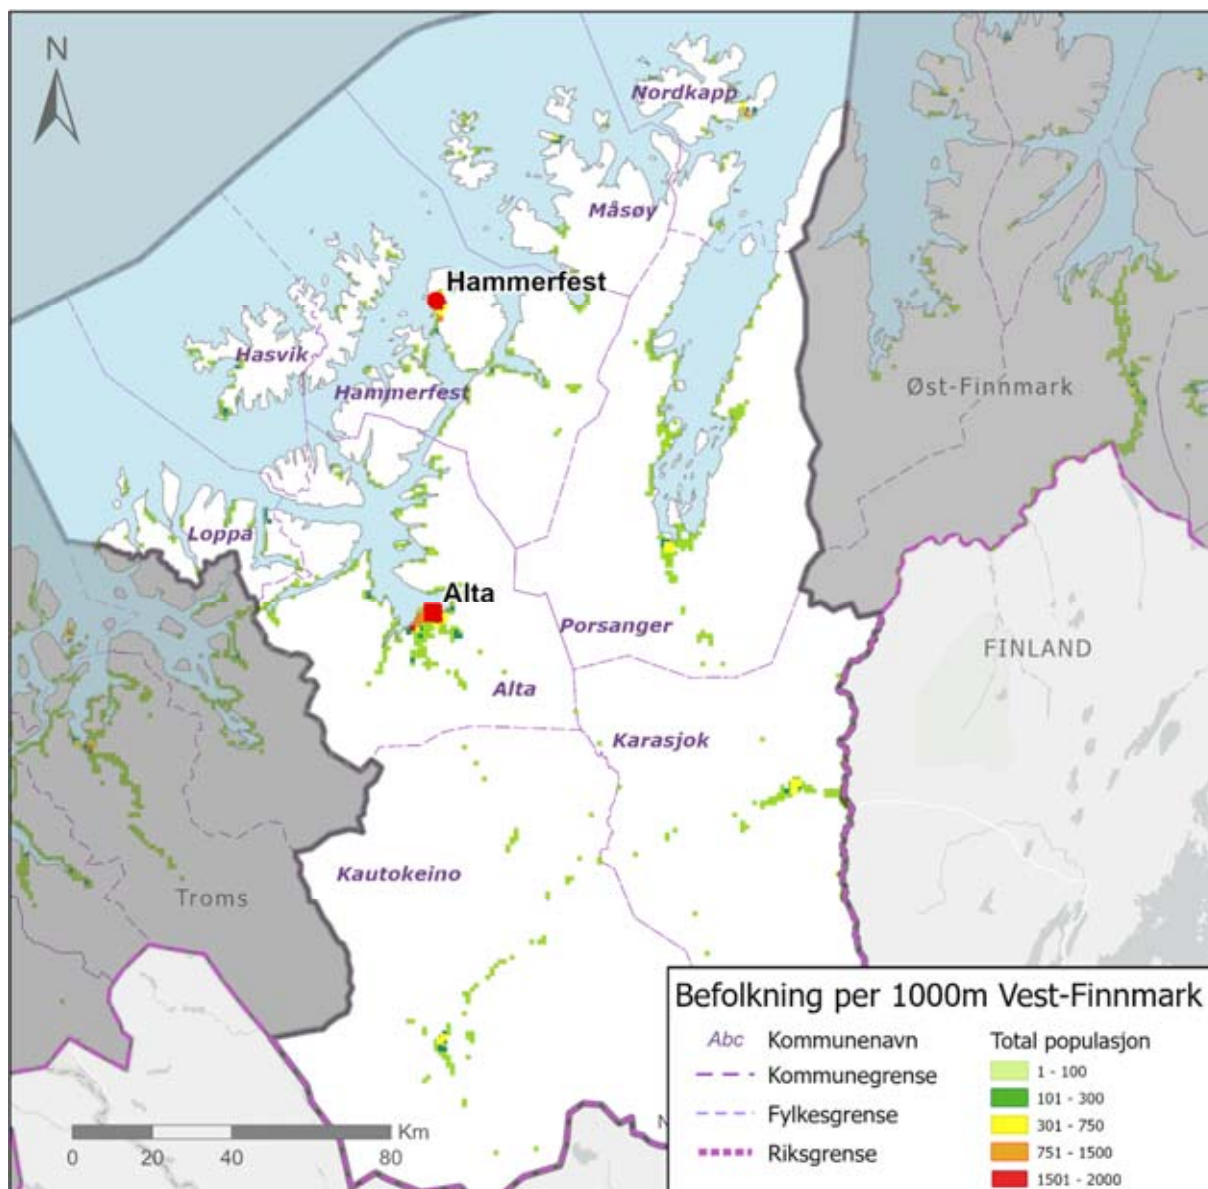 N
Nordkapp
Måsøy
Hammerfest
Hasvik
Øst-Finnmark
Hammerfest
Loppa
Alta
Porsanger
FINLAND
Alta
Karasjok
Kautokeino
Troms
Befolkning per 1000m Vest-Finnmark
Abc Kommunenavn
Kommunegrense
Fylkesgrense
Riksgrense
Total populasjon
1 - 100
101 - 300
301 - 750
751 - 1500
1501 - 2000
Km
0 20 40 80